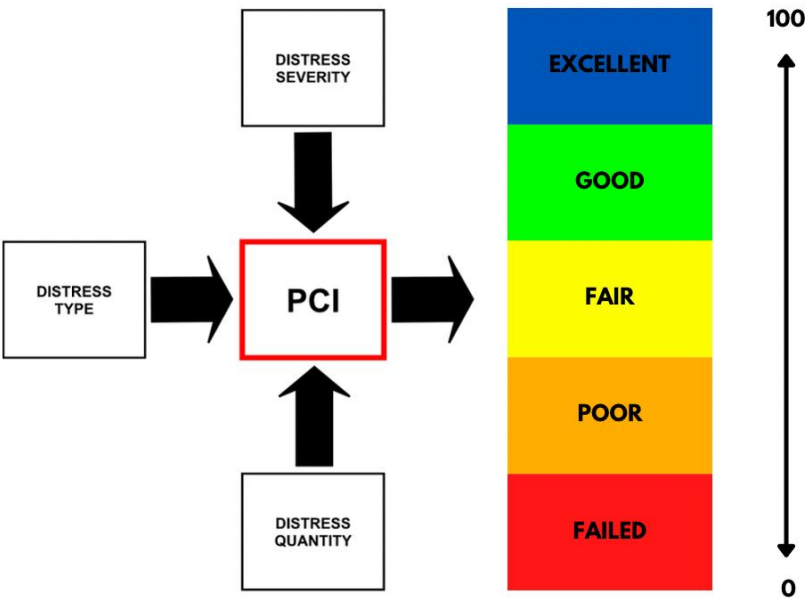 DISTRESS
SEVERITY
DISTRESS
TYPE
PCI
DISTRESS
QUANTITY
EXCELLENT
GOOD
FAIR
POOR
FAILED
100
0